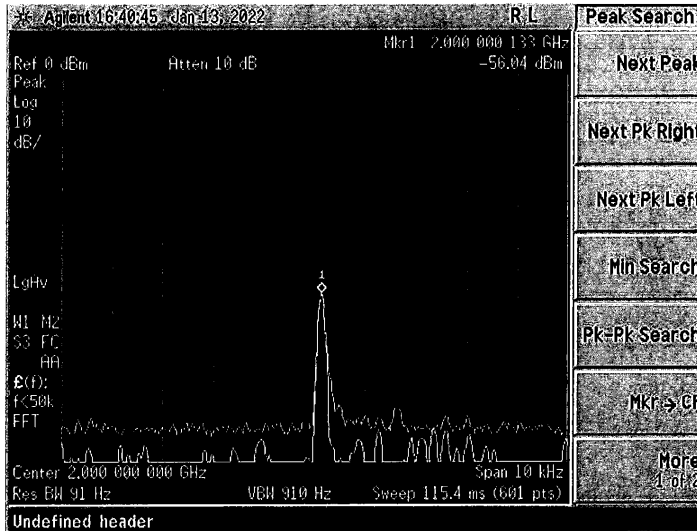 Agilent 16:40:45 Jan 13, 2022 R L
Peak Search
Mkr1 2.000 000 133 GHz
Ref 0 dBm Atten 10 dB -56.04 dBm
Next Peak
Peak
Log
10
dB/
Next Pk Right
Next Pk Left
1
Min Search
LgAv
W1 M2
S3 FC
AA
Pk-Pk Search
£(f):
f<50k
FFT
Mkr → CF
Center 2.000 000 000 GHz Span 10 kHz
Res BW 91 Hz VBW 910 Hz Sweep 115.4 ms (601 pts)
More
1 of 2
Undefined header